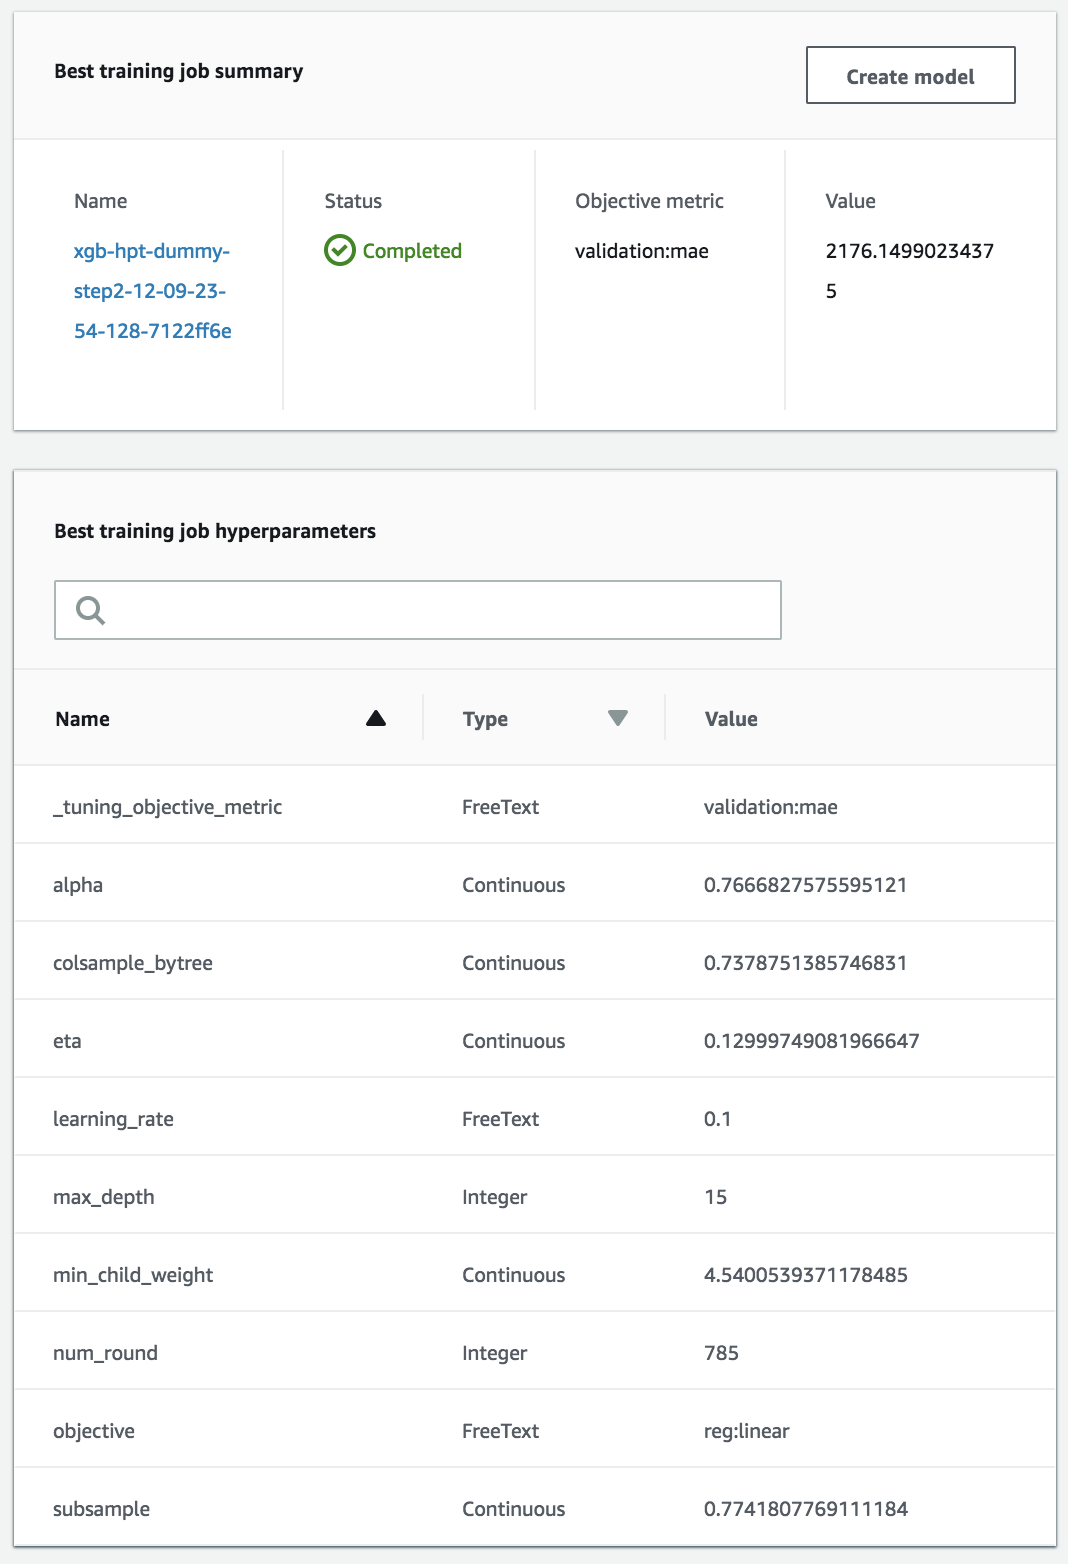 Best training job summary
Create model
Name
Status
Objective metric
Value
xgb-hpt-dummy-
step2-12-09-23-
54-128-7122ff6e
Completed
validation:mae
2176.1499023437
5
Best training job hyperparameters
Name Type Value
_tuning_objective_metric FreeText validation:mae
alpha Continuous 0.7666827575595121
colsample_bytree Continuous 0.7378751385746831
eta Continuous 0.12999749081966647
learning_rate FreeText 0.1
max_depth Integer 15
min_child_weight Continuous 4.5400539371178485
num_round Integer 785
objective FreeText reg:linear
subsample Continuous 0.7741807769111184